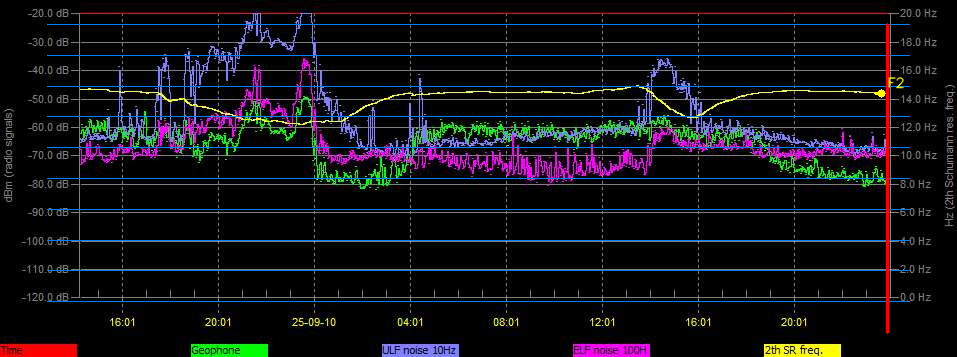 -20.0 dB 20.0 Hz
-30.0 dB 18.0 Hz
-40.0 dB 16.0 Hz
F2
-50.0 dB 14.0 Hz
-60.0 dB 12.0 Hz
-70.0 dB 10.0 Hz
-80.0 dB 8.0 Hz
-90.0 dB 6.0 Hz
-100.0 dB 4.0 Hz
-110.0 dB 2.0 Hz
-120.0 dB 0.0 Hz
dBm (radio signals)
Hz (2th Schumann res. freq.)
16:01 20:01 25-09-10 04:01 08:01 12:01 16:01 20:01
Time Geophone ULF noise 10Hz ELF noise 100H 2th SR freq.